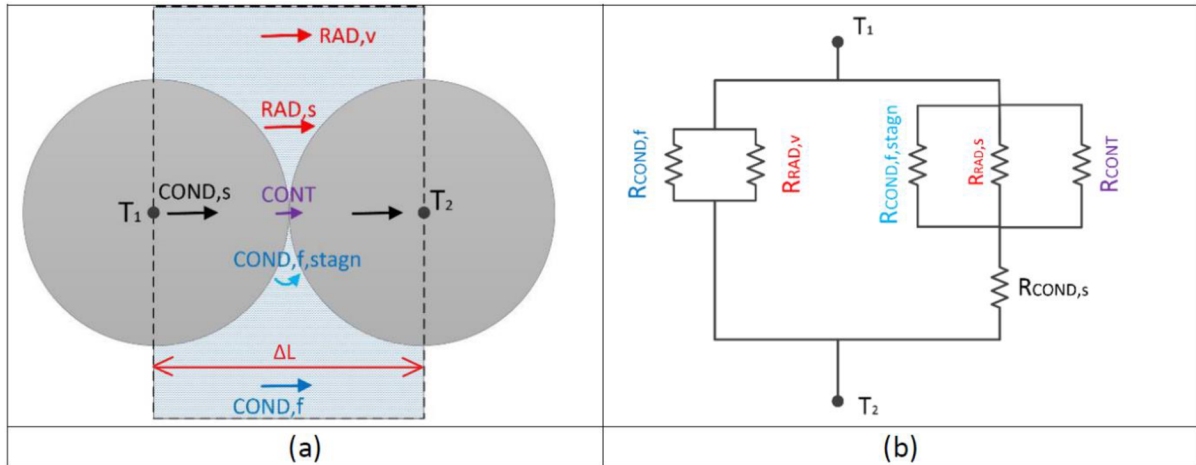 RAD,v
RAD,s
COND,s
CONT
T1
T2
COND,f,stagn
ΔL
COND,f
(a)
T1
RCOND,f
RRAD,v
RCOND,f,stagn
RRAD,s
RCONT
RCOND,s
T2
(b)